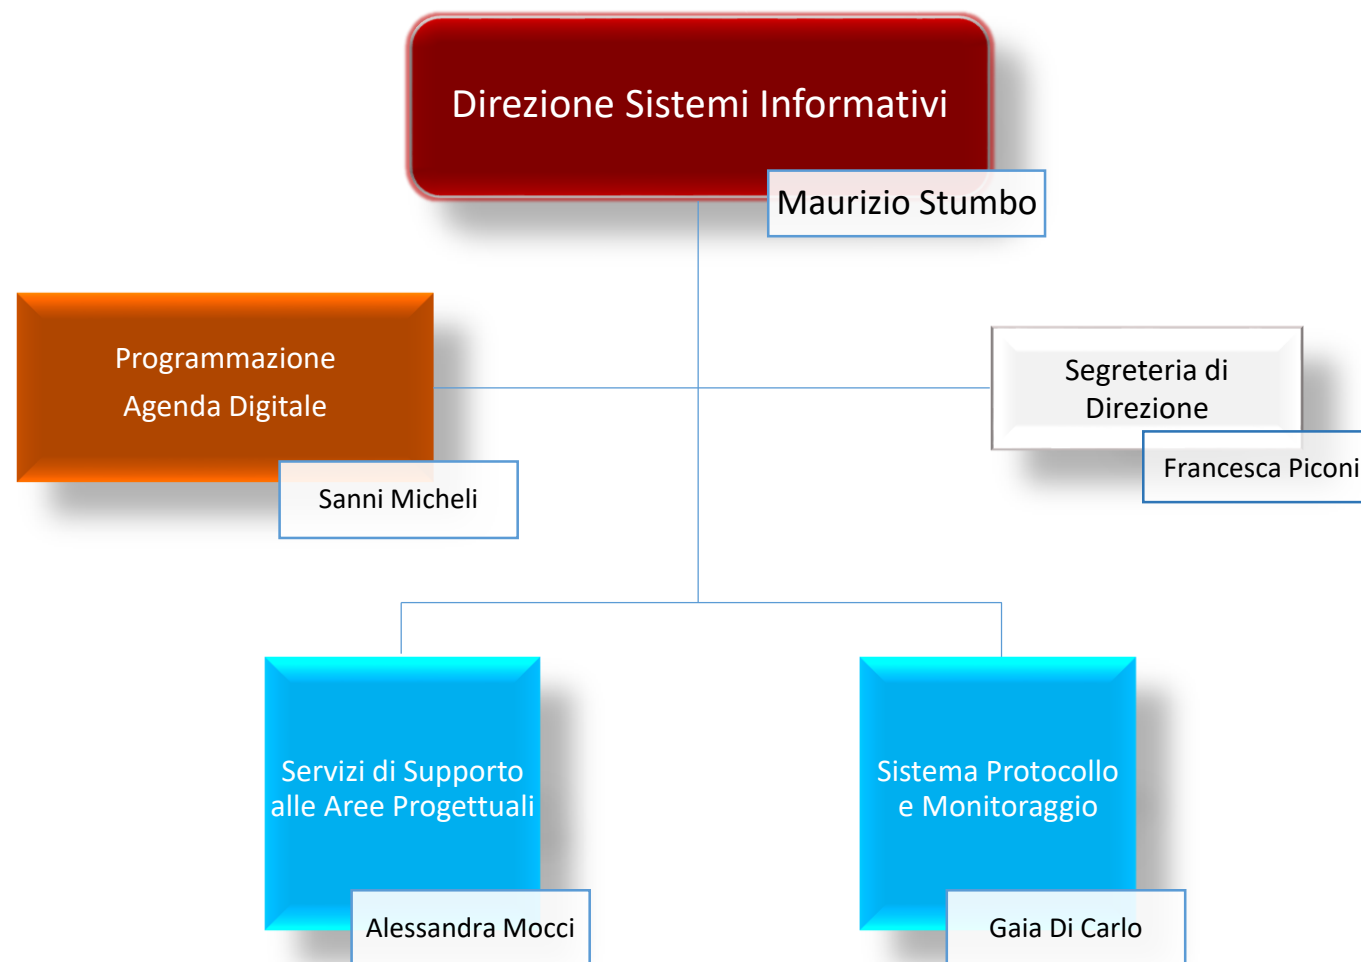 Direzione Sistemi Informativi
Maurizio Stumbo
Programmazione
Agenda Digitale
Sanni Micheli
Segreteria di
Direzione
Francesca Piconi
Servizi di Supporto
alle Aree Progettuali
Alessandra Mocci
Sistema Protocollo
e Monitoraggio
Gaia Di Carlo